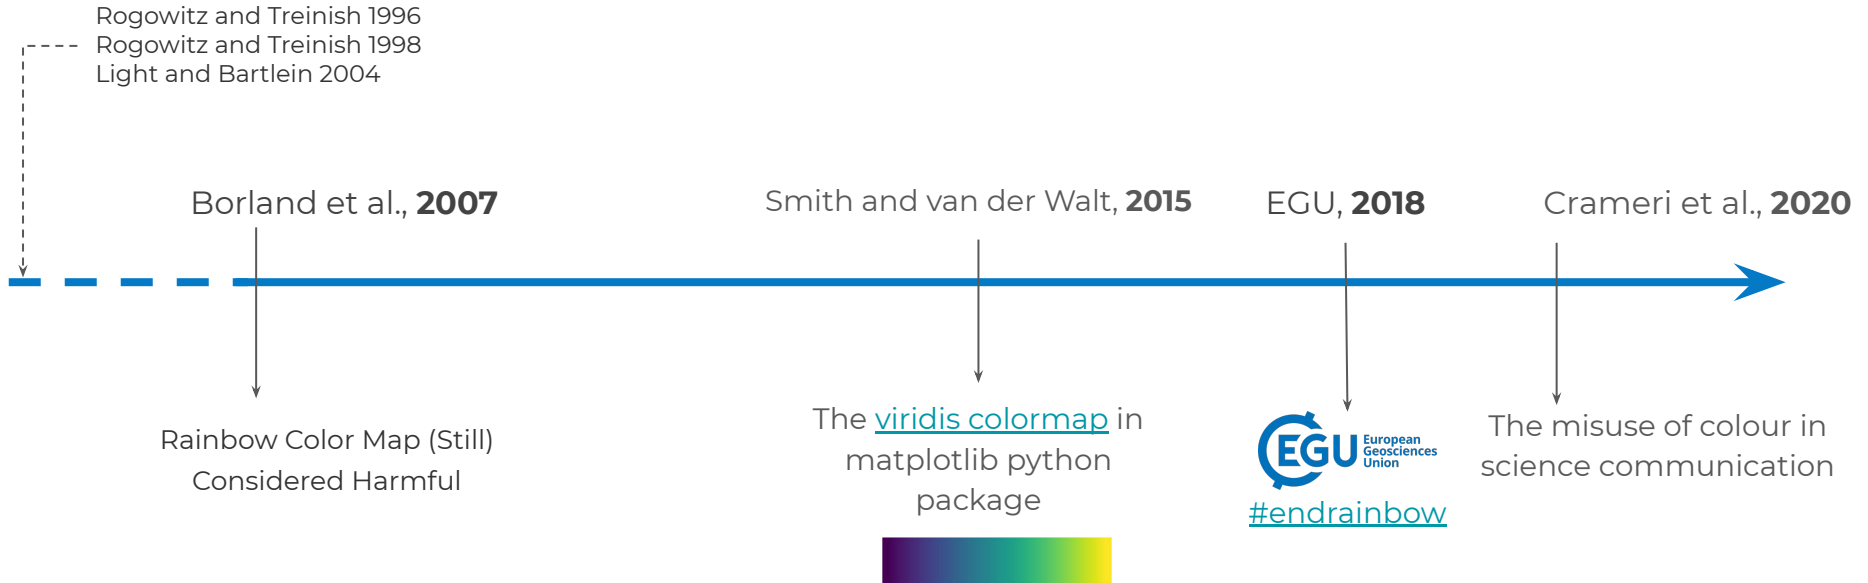 Rogowitz and Treinish 1996
Rogowitz and Treinish 1998
Light and Bartlein 2004
Borland et al., 2007
Smith and van der Walt, 2015
EGU, 2018
Crameri et al., 2020
Rainbow Color Map (Still)
Considered Harmful
The viridis colormap in
matplotlib python
package
EGU
European
Geosciences
Union
#endrainbow
The misuse of colour in
science communication